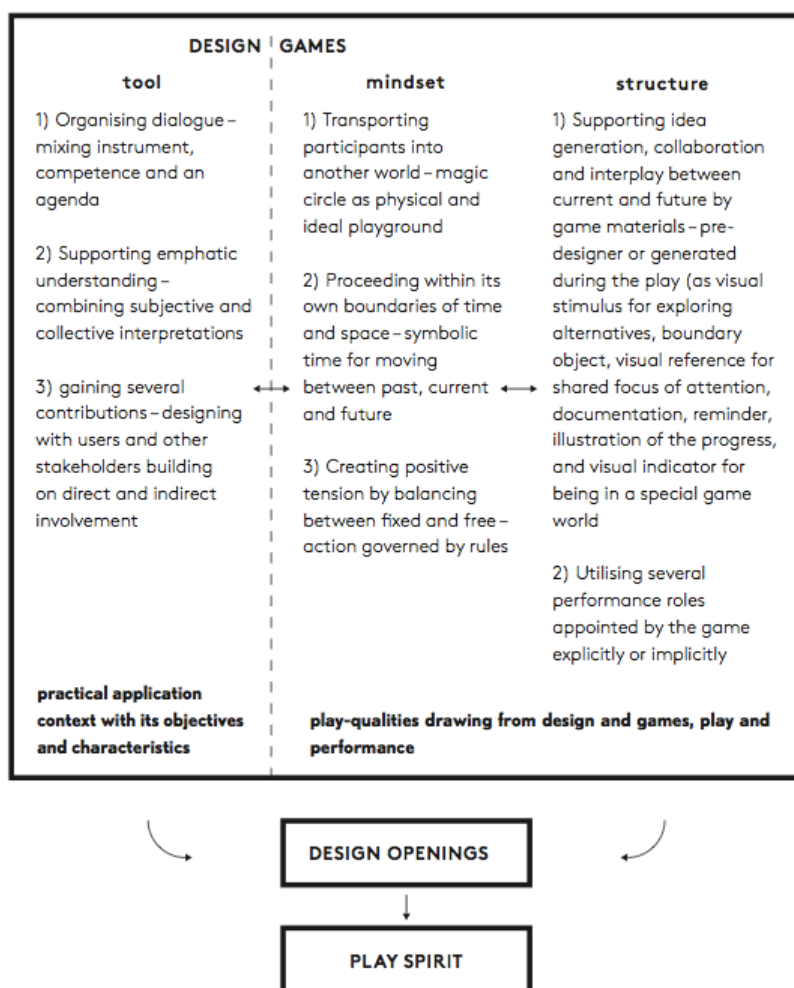 DESIGN GAMES
tool
1) Organising dialogue –
mixing instrument,
competence and an
agenda
2) Supporting emphatic
understanding –
combining subjective and
collective interpretations
3) gaining several
contributions – designing
with users and other
stakeholders building
on direct and indirect
involvement
practical application
context with its objectives
and characteristics
mindset
1) Transporting
participants into
another world – magic
circle as physical and
ideal playground
2) Proceeding within its
own boundaries of time
and space – symbolic
time for moving
between past, current
and future
3) Creating positive
tension by balancing
between fixed and free –
action governed by rules
structure
1) Supporting idea
generation, collaboration
and interplay between
current and future by
game materials – pre-
designer or generated
during the play (as visual
stimulus for exploring
alternatives, boundary
object, visual reference for
shared focus of attention,
documentation, reminder,
illustration of the progress,
and visual indicator for
being in a special game
world
2) Utilising several
performance roles
appointed by the game
explicitly or implicitly
play-qualities drawing from design and games, play and
performance
DESIGN OPENINGS
PLAY SPIRIT